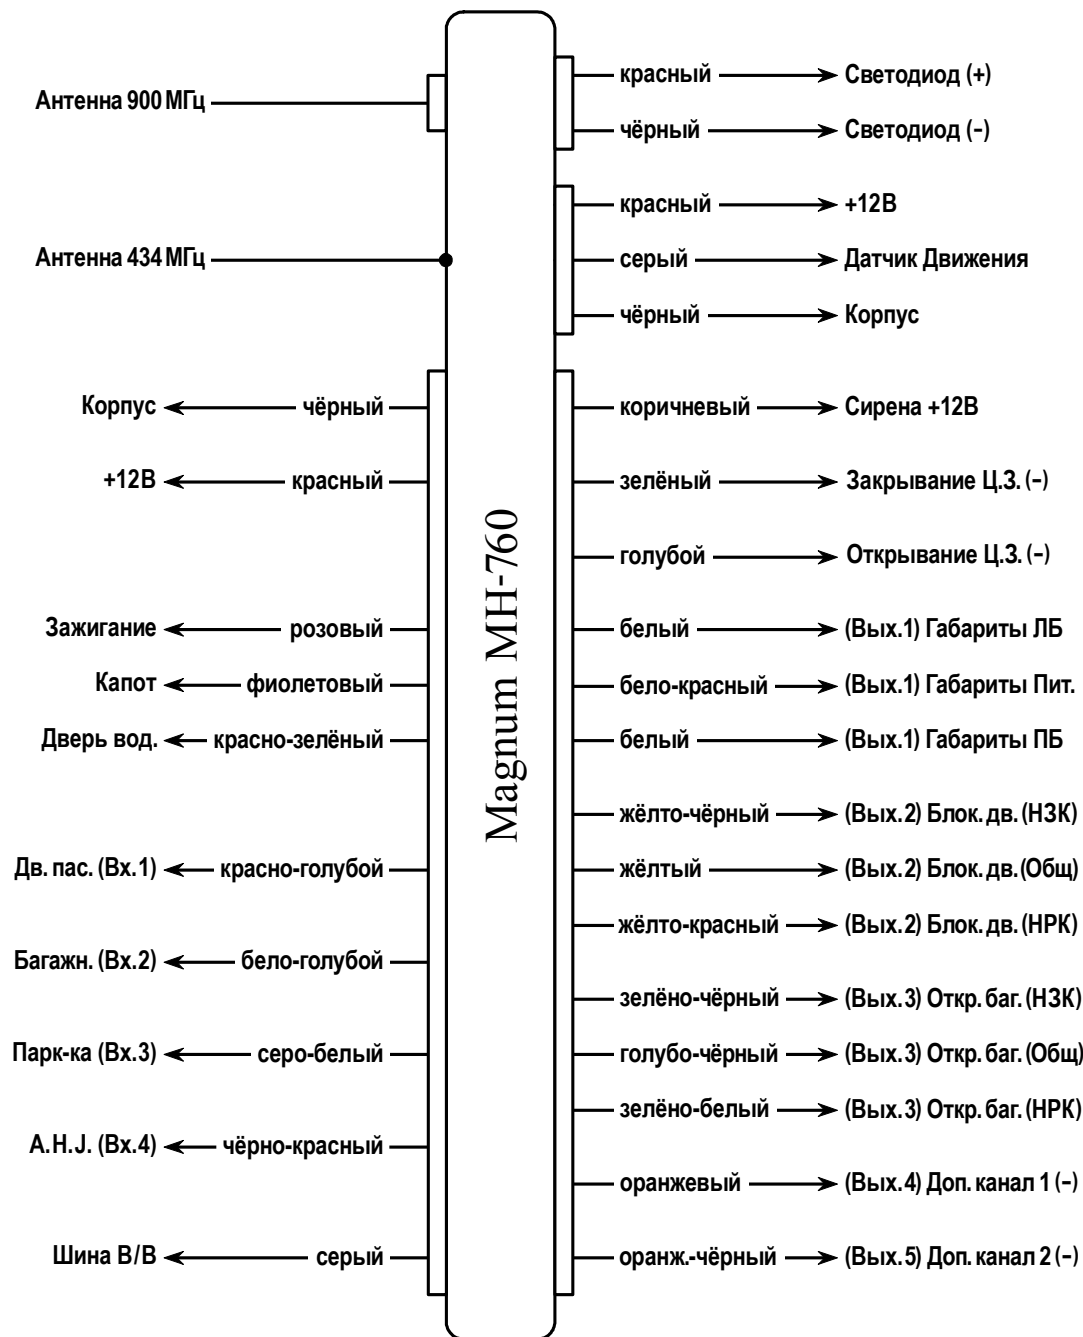 Антенна 900 МГц
Антенна 434 МГц
Корпус чёрный
+12В красный
Зажигание розовый
Капот фиолетовый
Дверь вод. красно-зелёный
Дв. пас. (Вх.1) красно-голубой
Багажн. (Вх.2) бело-голубой
Парк-ка (Вх.3) серо-белый
A.H.J. (Вх.4) чёрно-красный
Шина В/В серый
Magnum MH-760
красный Светодиод (+)
чёрный Светодиод (-)
красный +12В
серый Датчик Движения
чёрный Корпус
коричневый Сирена +12В
зелёный Закрывание Ц.З. (-)
голубой Открывание Ц.З. (-)
белый (Вых.1) Габариты ЛБ
бело-красный (Вых.1) Габариты Пит.
белый (Вых.1) Габариты ПБ
жёлто-чёрный (Вых.2) Блок. дв. (НЗК)
жёлтый (Вых.2) Блок. дв. (Общ)
жёлто-красный (Вых.2) Блок. дв. (НРК)
зелёно-чёрный (Вых.3) Откр. баг. (НЗК)
голубо-чёрный (Вых.3) Откр. баг. (Общ)
зелёно-белый (Вых.3) Откр. баг. (НРК)
оранжевый (Вых.4) Доп. канал 1 (-)
оранж.-чёрный (Вых.5) Доп. канал 2 (-)